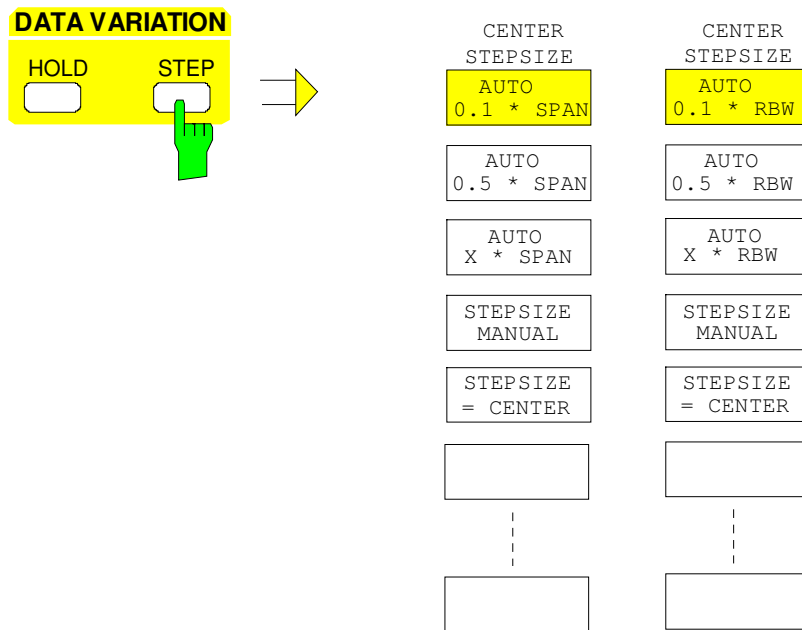 DATA VARIATION
HOLD
STEP
CENTER
STEPSIZE
AUTO
0.1 * SPAN
AUTO
0.5 * SPAN
AUTO
X * SPAN
STEPSIZE
MANUAL
STEPSIZE
= CENTER
CENTER
STEPSIZE
AUTO
0.1 * RBW
AUTO
0.5 * RBW
AUTO
X * RBW
STEPSIZE
MANUAL
STEPSIZE
= CENTER